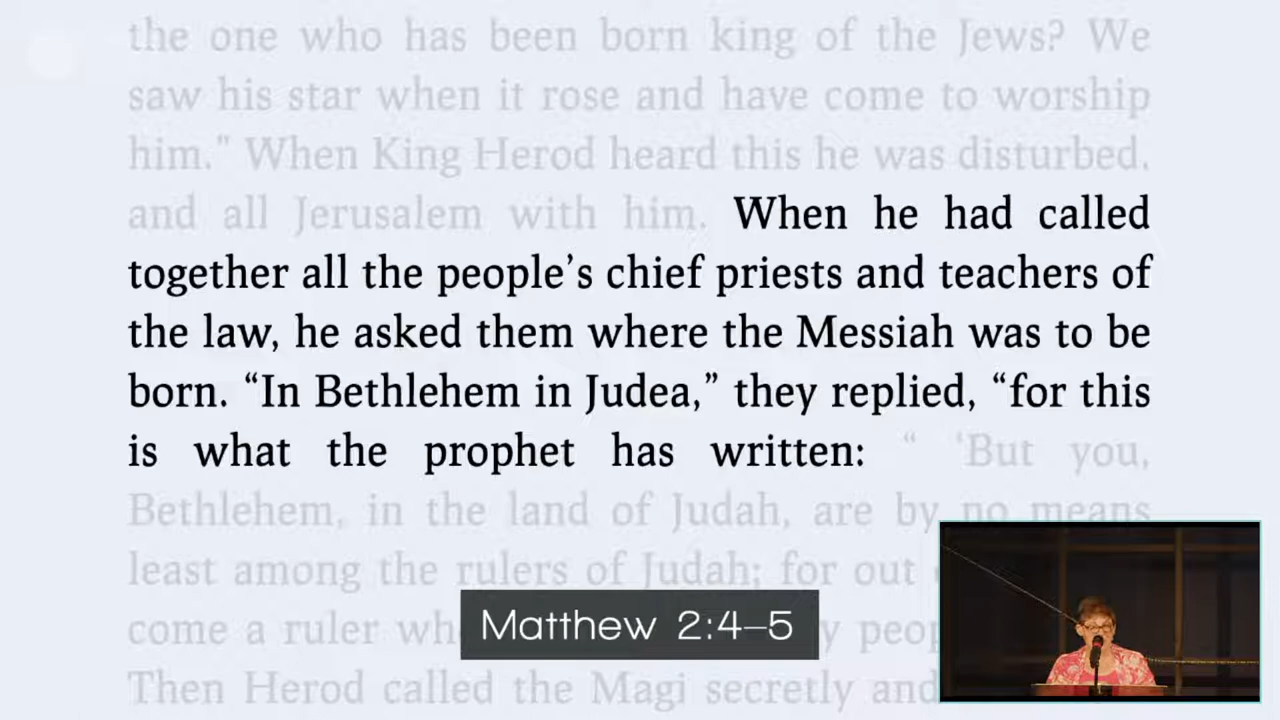 the one who has been born king of the Jews? We
saw his star when it rose and have come to worship
him.” When King Herod heard this he was disturbed,
and all Jerusalem with him. When he had called
together all the people’s chief priests and teachers of
the law, he asked them where the Messiah was to be
born. “In Bethlehem in Judea,” they replied, “for this
is what the prophet has written: “ ‘But you,
Bethlehem, in the land of Judah, are by no means
least among the rulers of Judah; for out
come a ruler peop
Then Herod called the Magi secretly and
Matthew 2:4–5